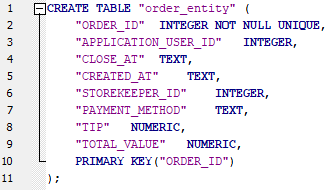 1 CREATE TABLE "order_entity" (
2 "ORDER_ID" INTEGER NOT NULL UNIQUE,
3 "APPLICATION_USER_ID" INTEGER,
4 "CLOSE_AT" TEXT,
5 "CREATED_AT" TEXT,
6 "STOREKEEPER_ID" INTEGER,
7 "PAYMENT_METHOD" TEXT,
8 "TIP" NUMERIC,
9 "TOTAL_VALUE" NUMERIC,
10 PRIMARY KEY("ORDER_ID")
11 );